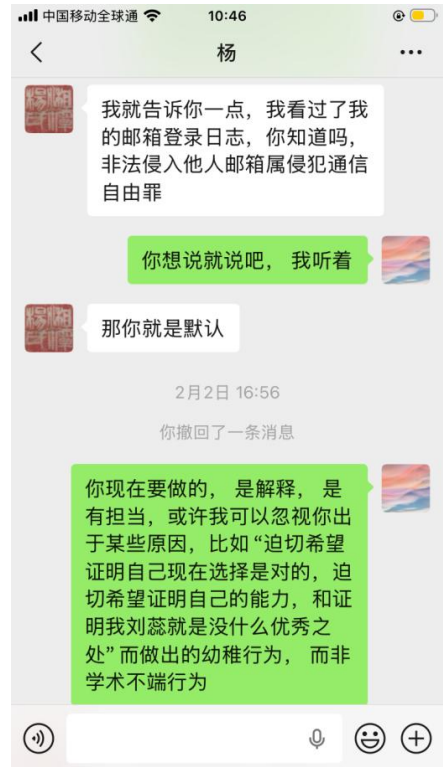 中国移动全球通
10:46
杨
我就告诉你一点，我看过了我
的邮箱登录日志，你知道吗，
非法侵入他人邮箱属侵犯通信
自由罪
你想说就说吧， 我听着
那你就是默认
2月2日 16:56
你撤回了一条消息
你现在要做的， 是解释， 是
有担当，或许我可以忽视你出
于某些原因，比如“迫切希望
证明自己现在选择是对的，迫
切希望证明自己的能力，和证
明我刘蕊就是没什么优秀之
处”而做出的幼稚行为， 而非
学术不端行为